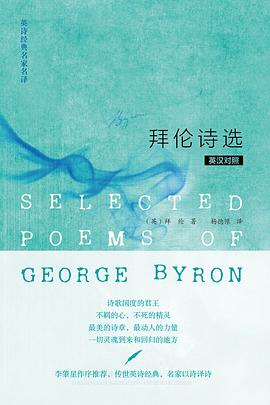 英诗经典名家名译
Byron
拜伦诗选
英汉对照
SELECTED
POEMS OF
GEORGE BYRON
(英) 拜 伦 著 杨德豫 译
诗歌国度的君王
不羁的心，不死的精灵
最美的诗章，最动人的力量
一切灵魂到来和回归的地方
李肇星作序推荐，传世英诗经典，名家以诗译诗